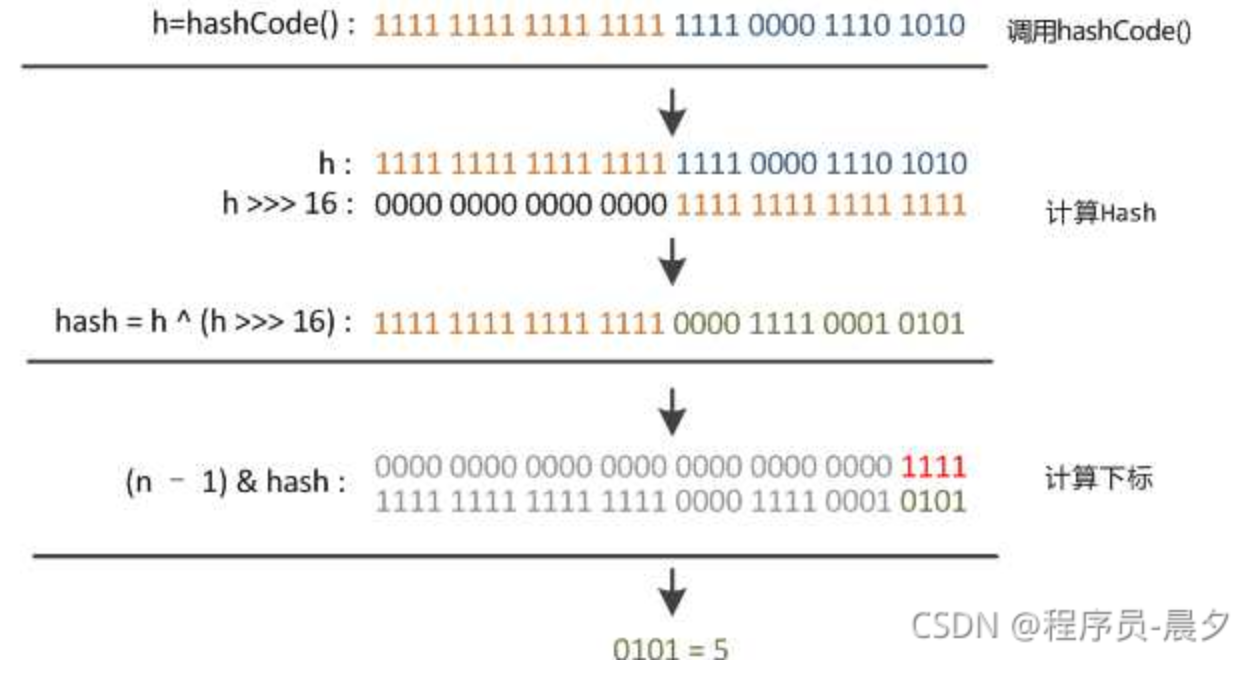 h=hashCode() : 1111 1111 1111 1111 1111 0000 1110 1010 调用hashCode()
h : 1111 1111 1111 1111 1111 0000 1110 1010
h >>> 16 : 0000 0000 0000 0000 1111 1111 1111 1111
计算Hash
hash = h ^ (h >>> 16) : 1111 1111 1111 1111 0000 1111 0001 0101
0000 0000 0000 0000 0000 0000 0000 1111
(n － 1) & hash : 计算下标
1111 1111 1111 1111 0000 1111 0001 0101
0101 = 5
CSDN @程序员-晨夕